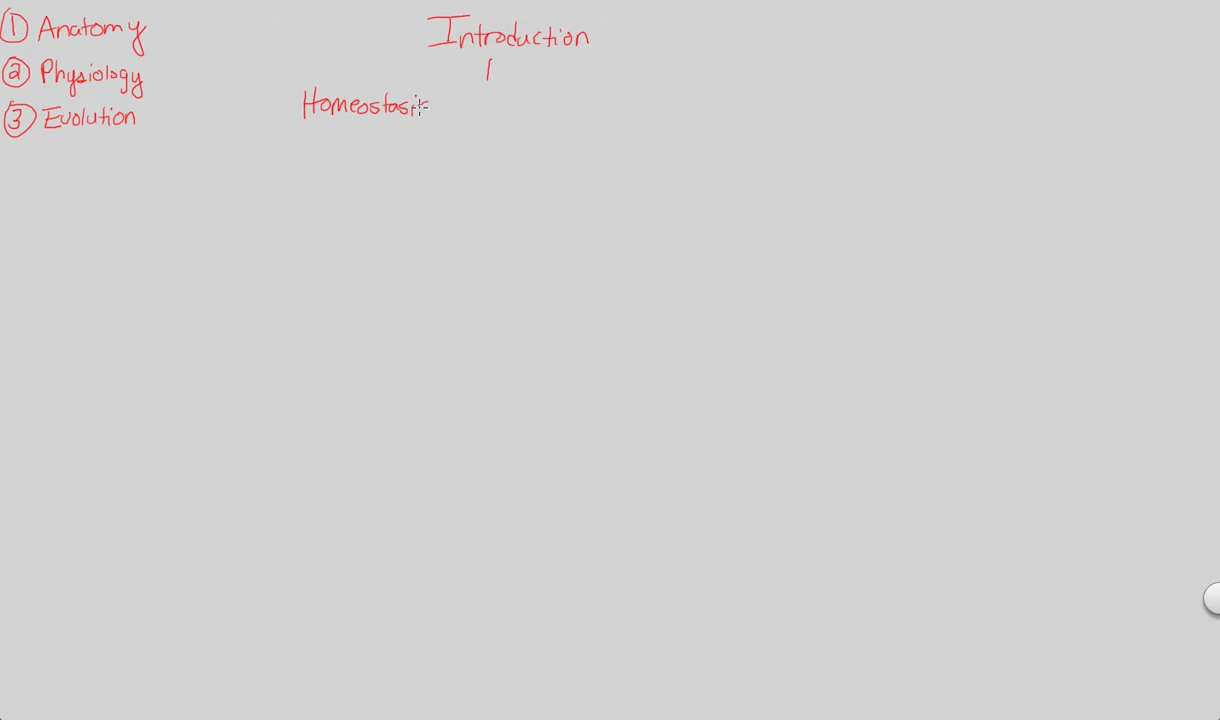 ① Anatomy
② Physiology
③ Evolution
Introduction
Homeostasis